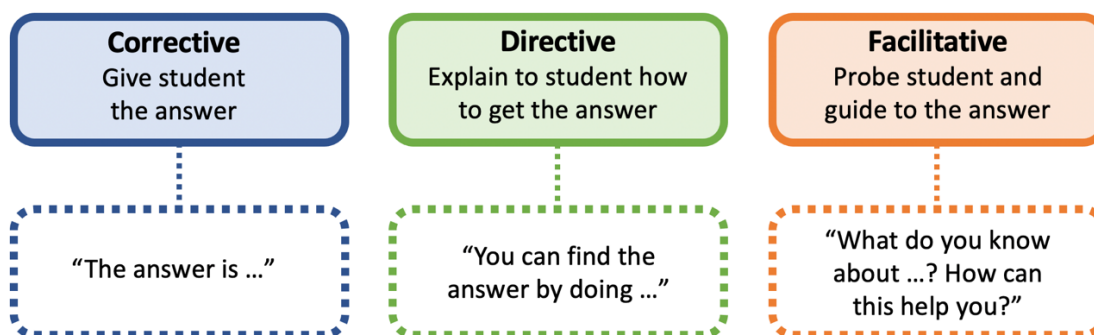 Corrective
Give student
the answer
Directive
Explain to student how
to get the answer
Facilitative
Probe student and
guide to the answer
“The answer is …”
“You can find the
answer by doing …”
“What do you know
about …? How can
this help you?”